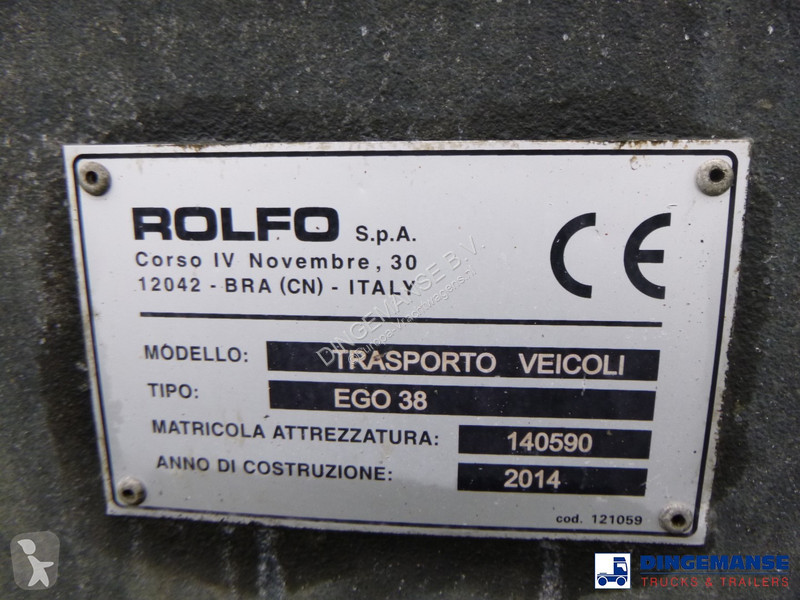 ROLFO S.p.A.
Corso IV Novembre, 30
12042 - BRA (CN) - ITALY
CE
MODELLO: TRASPORTO VEICOLI
TIPO: EGO 38
MATRICOLA ATTREZZATURA: 140590
ANNO DI COSTRUZIONE: 2014
cod. 121059
DINGEMANSE B.V.
DINGEMANSE
TRUCKS & TRAILERS